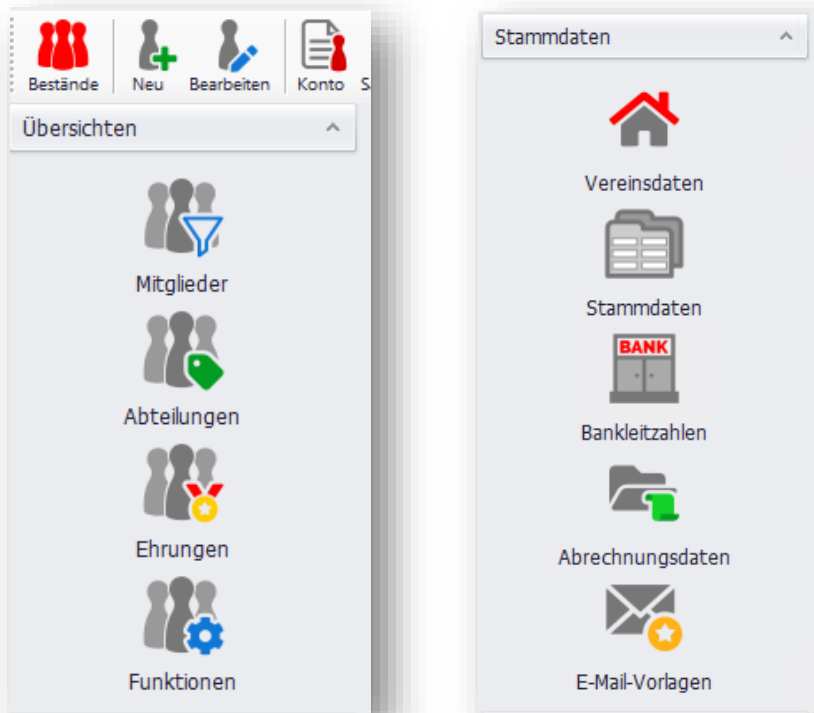 Bestände Neu Bearbeiten Konto
Übersichten
Mitglieder
Abteilungen
Ehrungen
Funktionen
Stammdaten
Vereinsdaten
Stammdaten
BANK
Bankleitzahlen
Abrechnungsdaten
E-Mail-Vorlagen